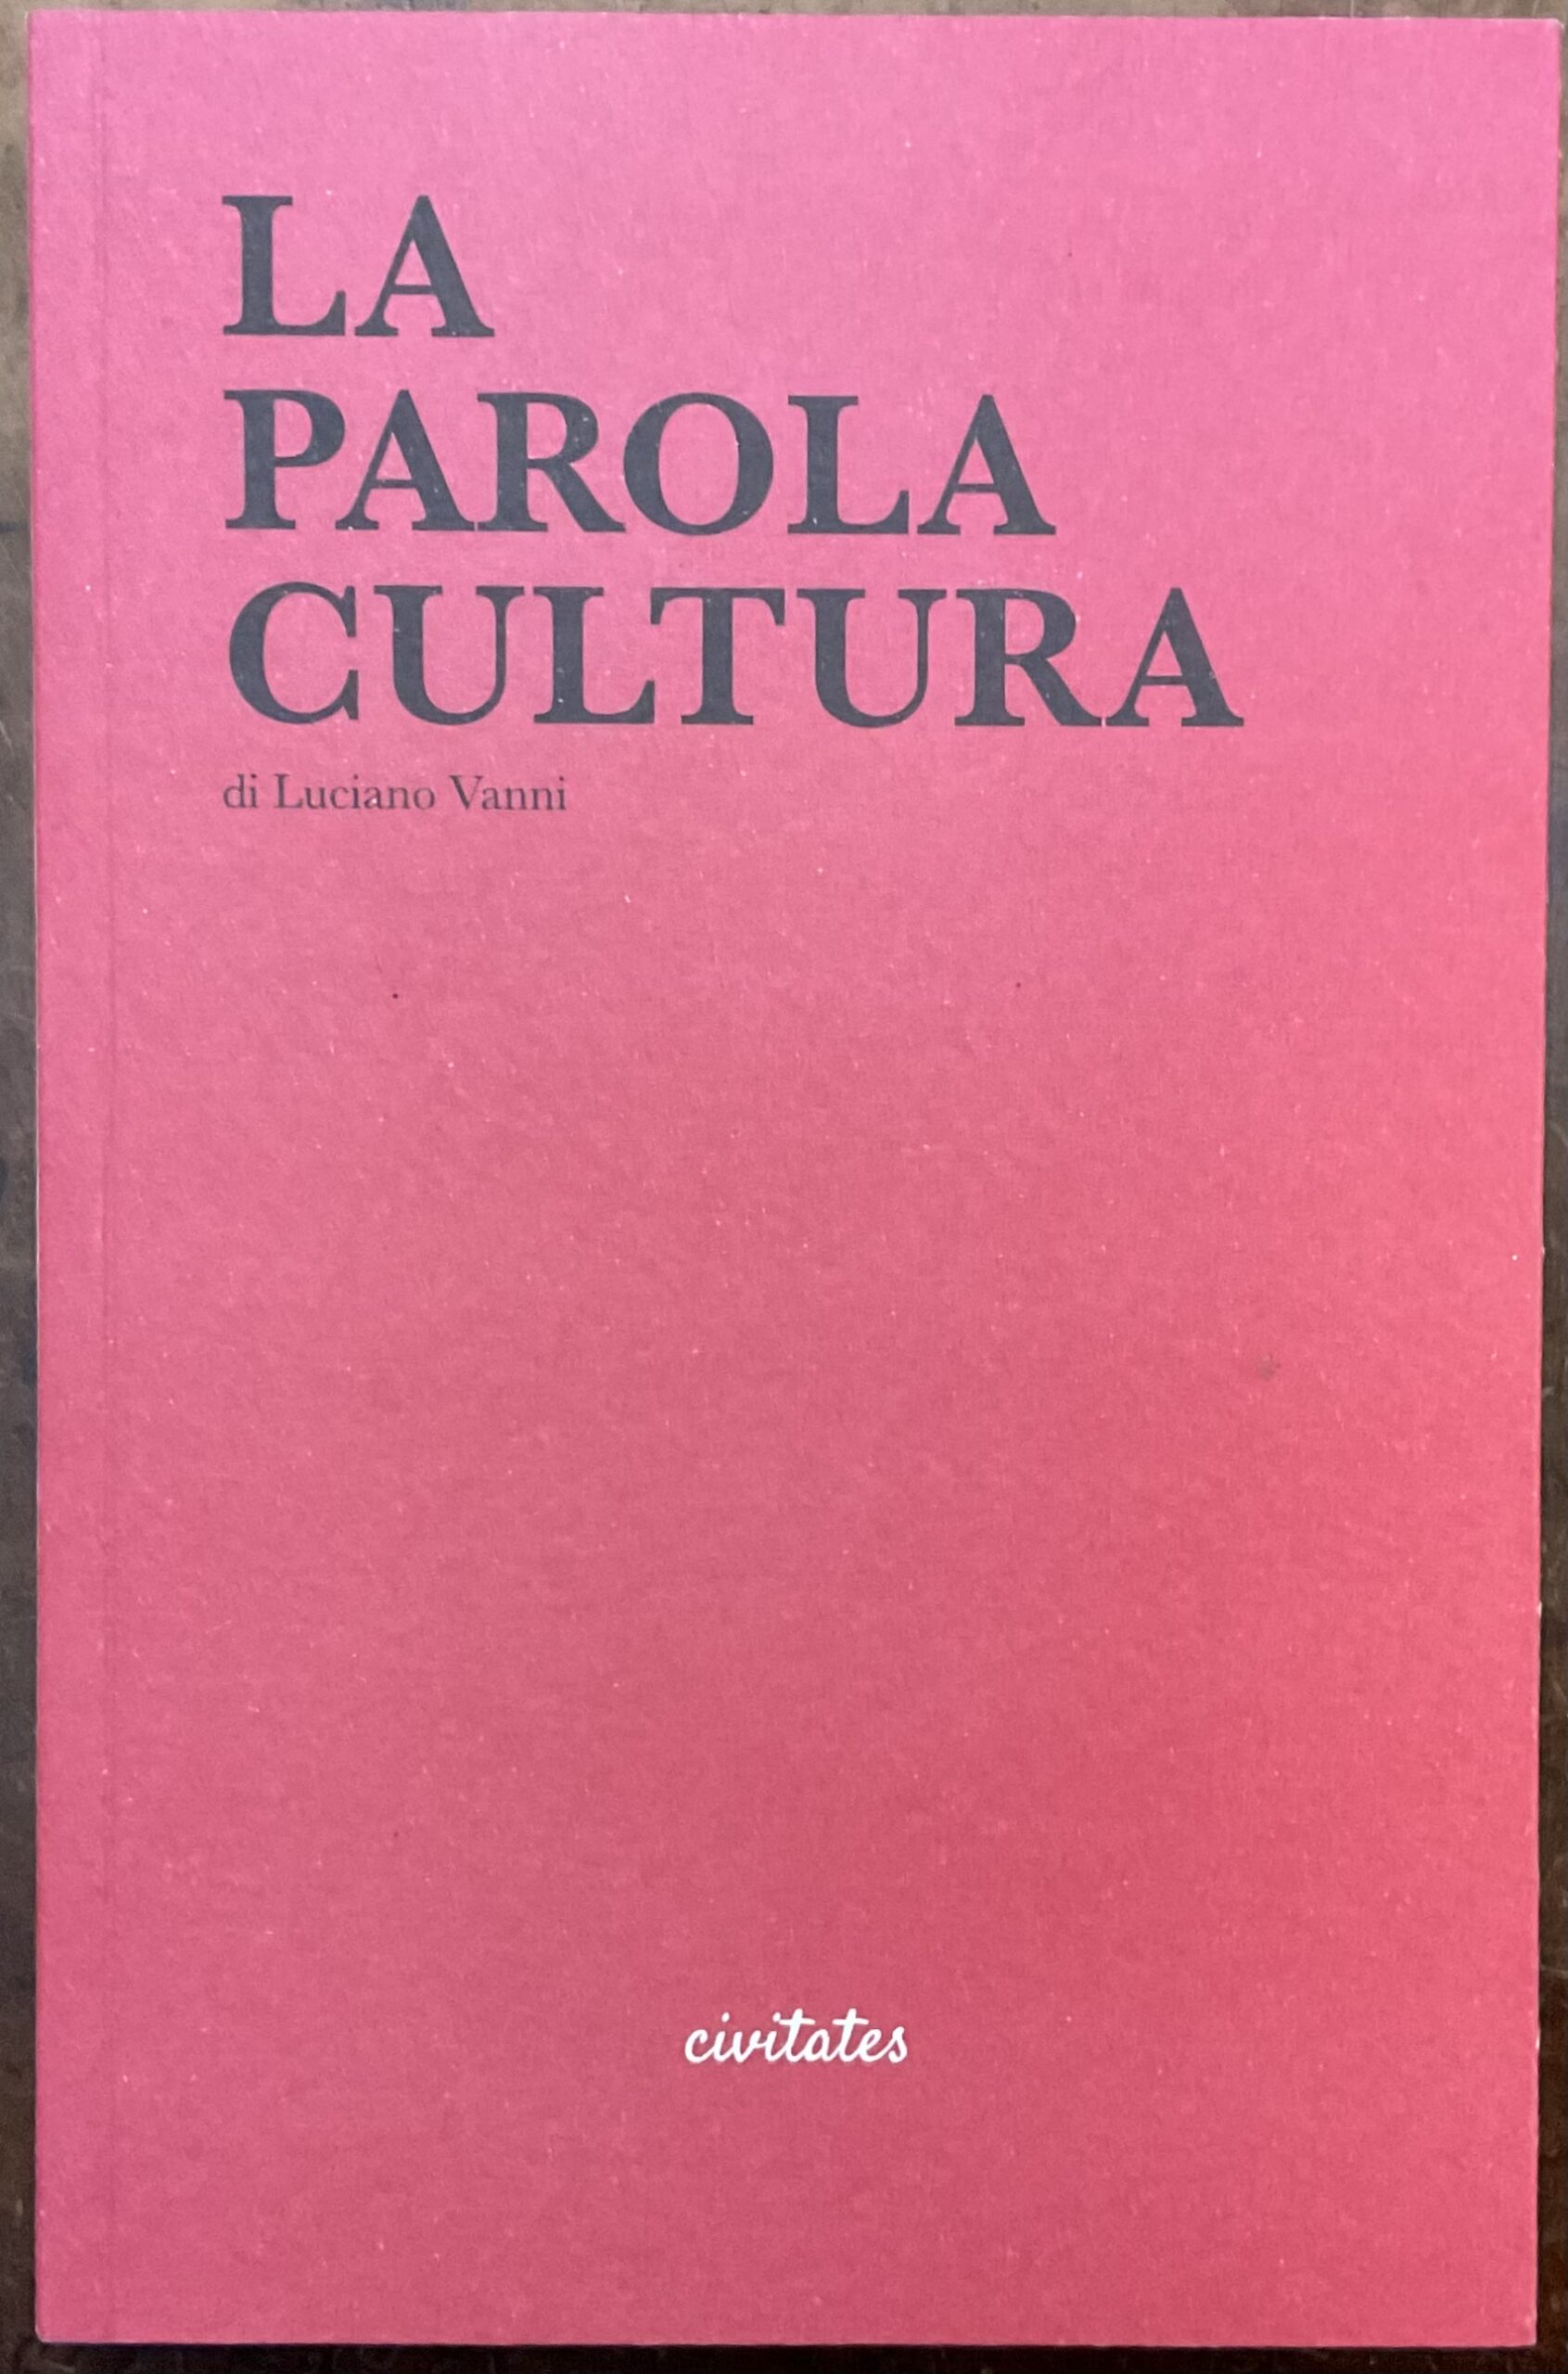 LA
PAROLA
CULTURA
di Luciano Vanni
civitates